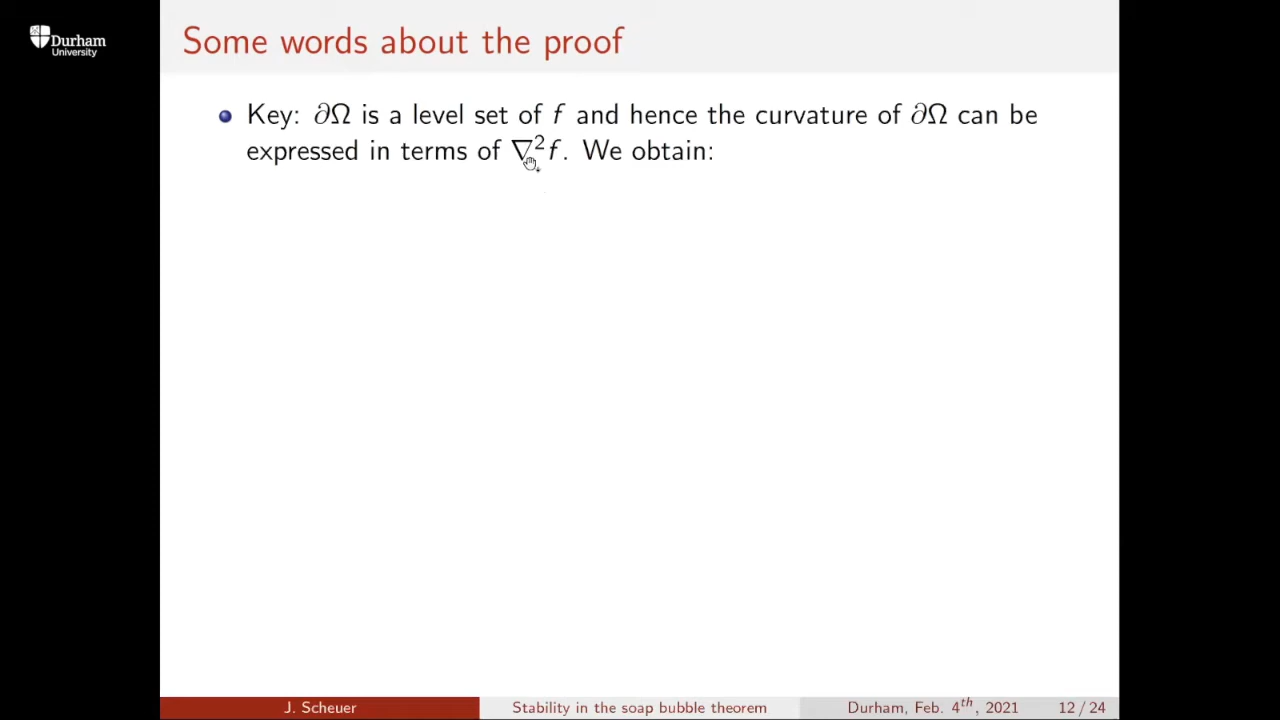 Durham
University
Some words about the proof
Key: ∂Ω is a level set of f and hence the curvature of ∂Ω can be
expressed in terms of ∇²f. We obtain:
J. Scheuer
Stability in the soap bubble theorem
Durham, Feb. 4ᵗʰ, 2021
12 / 24